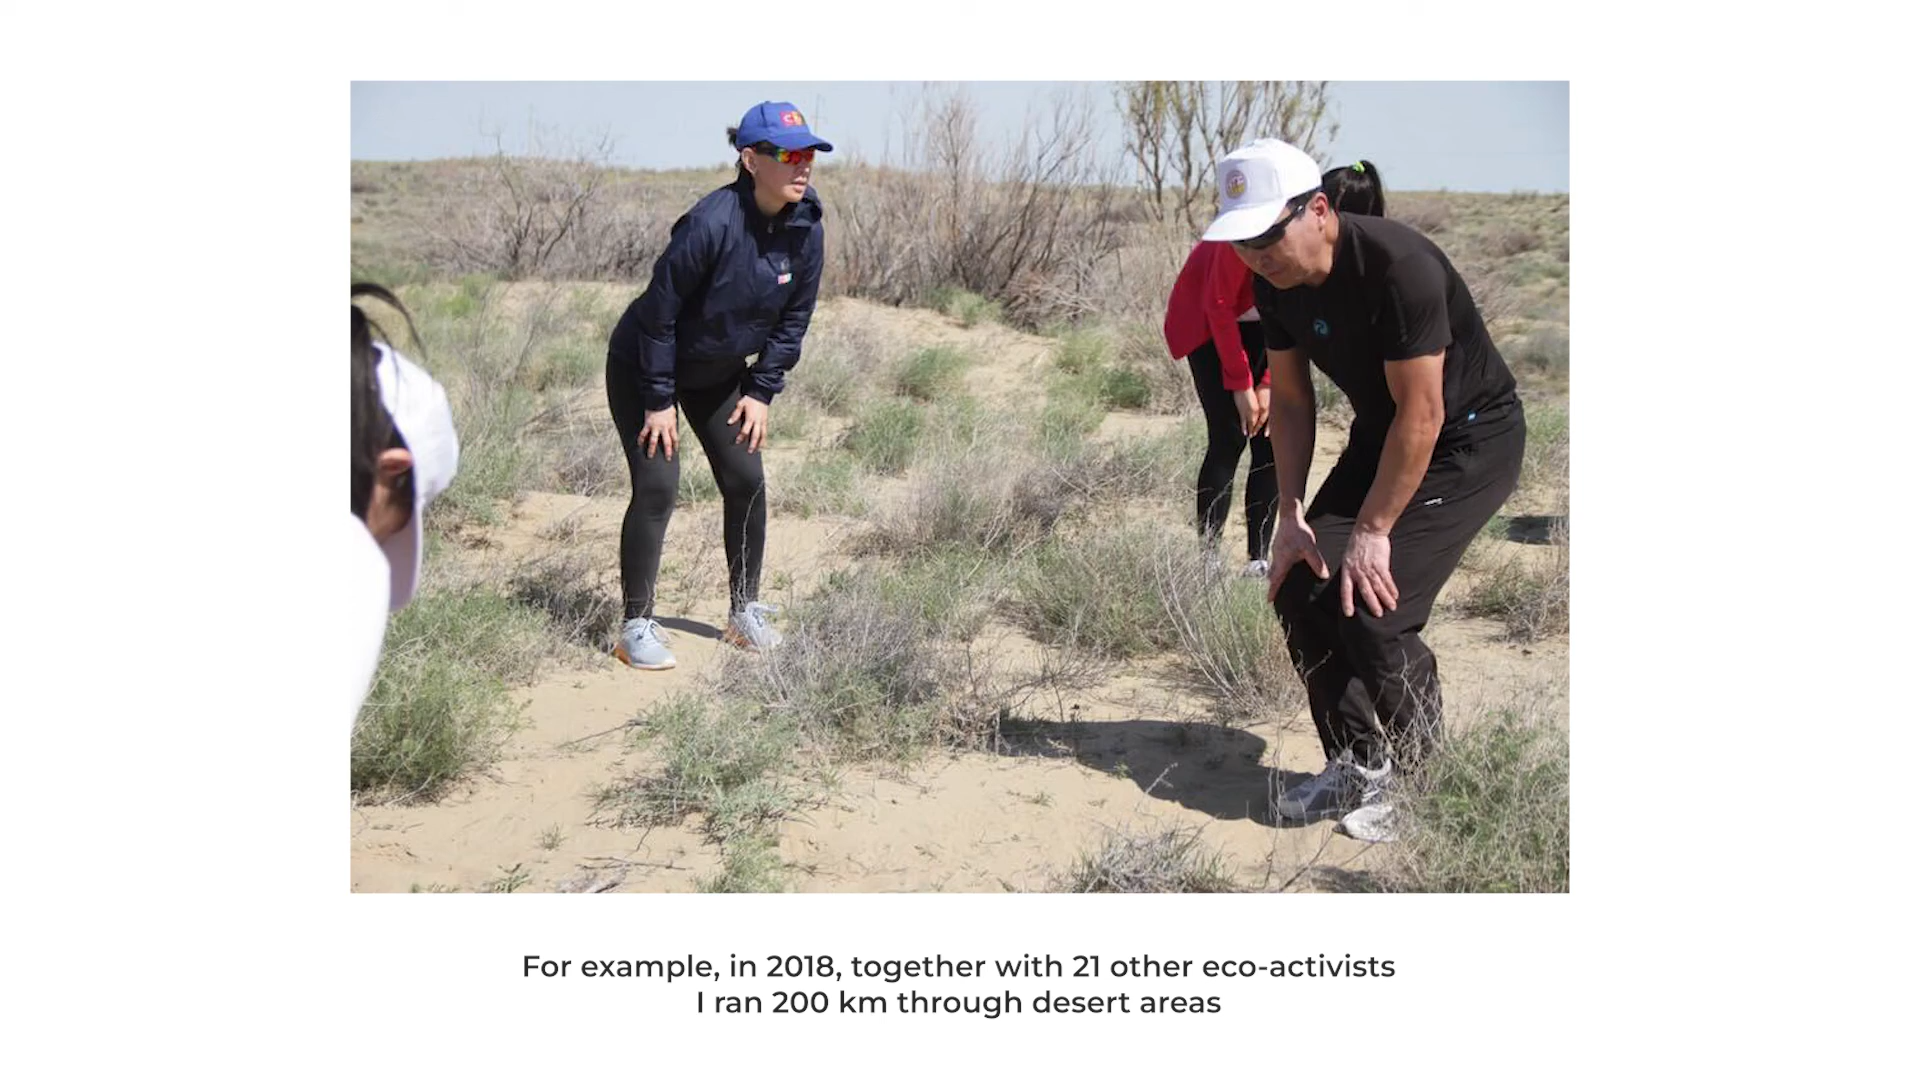 For example, in 2018, together with 21 other eco-activists
I ran 200 km through desert areas